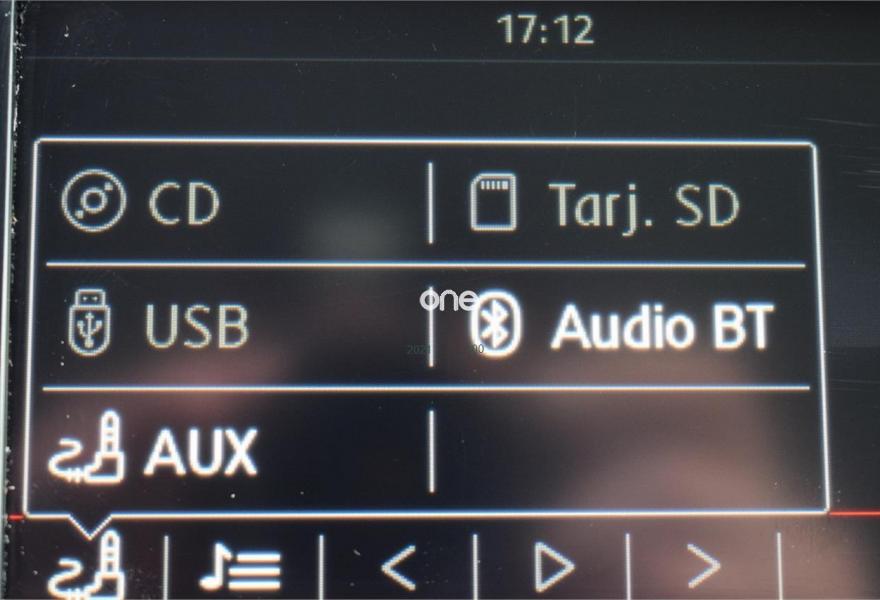 17:12
CD
Tarj. SD
one
USB
Audio BT
AUX